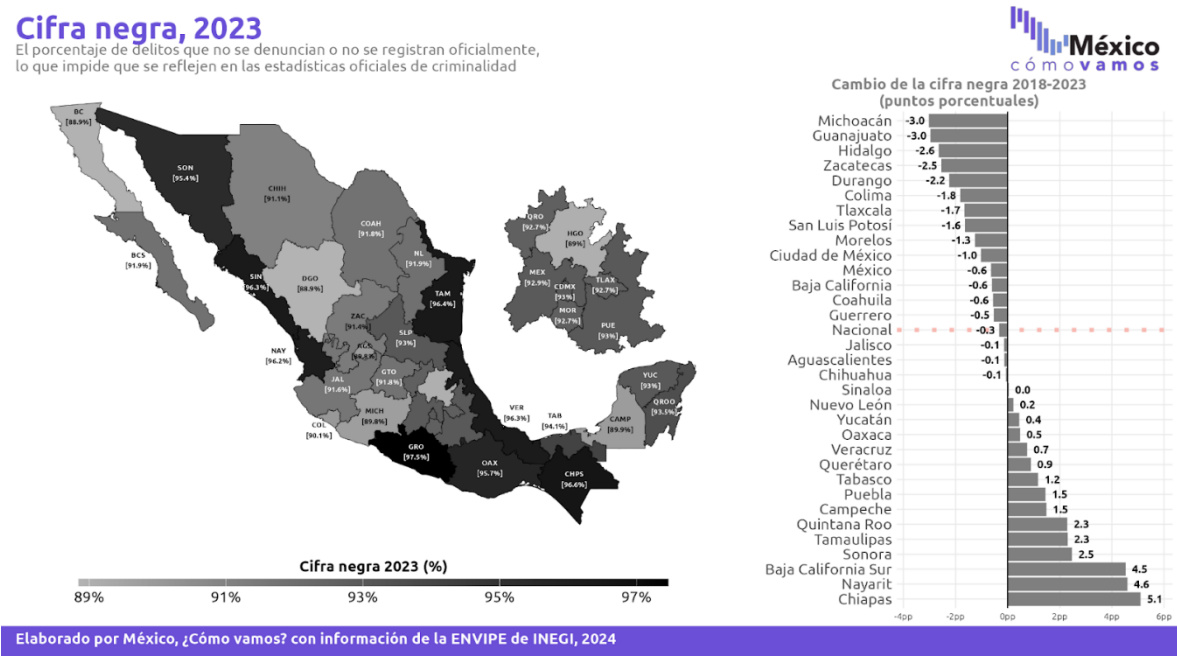 Cifra negra, 2023
El porcentaje de delitos que no se denuncian o no se registran oficialmente,
lo que impide que se reflejen en las estadísticas oficiales de criminalidad
México
cómo vamos
BC
[88.9%]
SON
[95.4%]
CHIH
[91.1%]
COAH
[91.8%]
BCS
[91.9%]
SIN
[96.3%]
DGO
[88.9%]
NL
[91.9%]
TAM
[96.4%]
ZAC
[91.4%]
SLP
[93%]
NAY
[96.2%]
AGS
JAL
[91.6%]
GTO
[91.8%]
COL
[90.1%]
MICH
[89.8%]
GRO
[97.5%]
OAX
[95.7%]
VER
[96.3%]
TAB
[94.1%]
CHPS
[96.6%]
CAMP
[89.9%]
YUC
[93%]
QROO
[93.5%]
QRO
[92.7%]
HGO
[89%]
MEX
[92.9%]
CDMX
[93%]
TLAX
[92.7%]
MOR
[92.7%]
PUE
[93%]
Cifra negra 2023 (%)
89% 91% 93% 95% 97%
Cambio de la cifra negra 2018-2023
(puntos porcentuales)
Michoacán -3.0
Guanajuato -3.0
Hidalgo -2.6
Zacatecas -2.5
Durango -2.2
Colima -1.8
Tlaxcala -1.7
San Luis Potosí -1.6
Morelos -1.3
Ciudad de México -1.0
México -0.6
Baja California -0.6
Coahuila -0.6
Guerrero -0.5
Nacional -0.3
Jalisco -0.1
Aguascalientes -0.1
Chihuahua -0.1
Sinaloa 0.0
Nuevo León 0.2
Yucatán 0.4
Oaxaca 0.5
Veracruz 0.7
Querétaro 0.9
Tabasco 1.2
Puebla 1.5
Campeche 1.5
Quintana Roo 2.3
Tamaulipas 2.3
Sonora 2.5
Baja California Sur 4.5
Nayarit 4.6
Chiapas 5.1
-4pp -2pp 0pp 2pp 4pp 6pp
Elaborado por México, ¿Cómo vamos? con información de la ENVIPE de INEGI, 2024